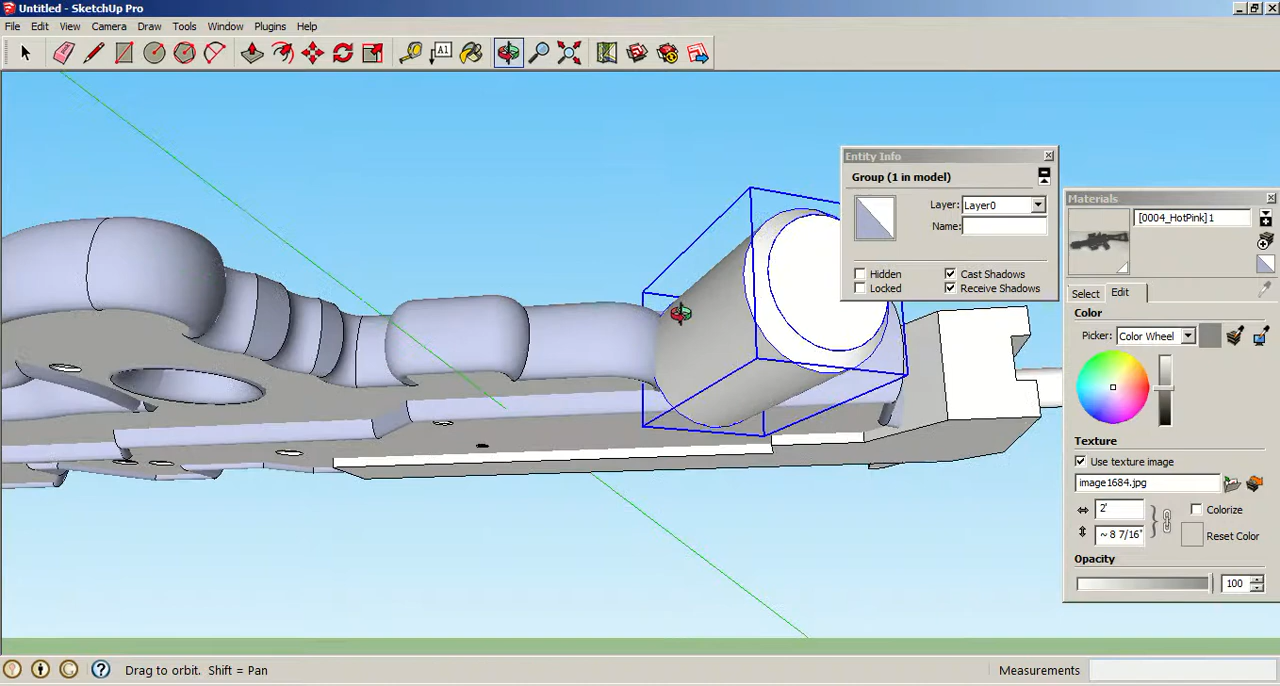 Untitled - SketchUp Pro
File Edit View Camera Draw Tools Window Plugins Help
A1
Entity Info
Group (1 in model)
Layer: Layer0
Name:
Hidden Cast Shadows
Locked Receive Shadows
Materials
[0004_HotPink]1
Select Edit
Color
Picker: Color Wheel
Texture
Use texture image
image1684.jpg
2' Colorize
~ 8 7/16" Reset Color
Opacity
100
Drag to orbit. Shift = Pan
Measurements